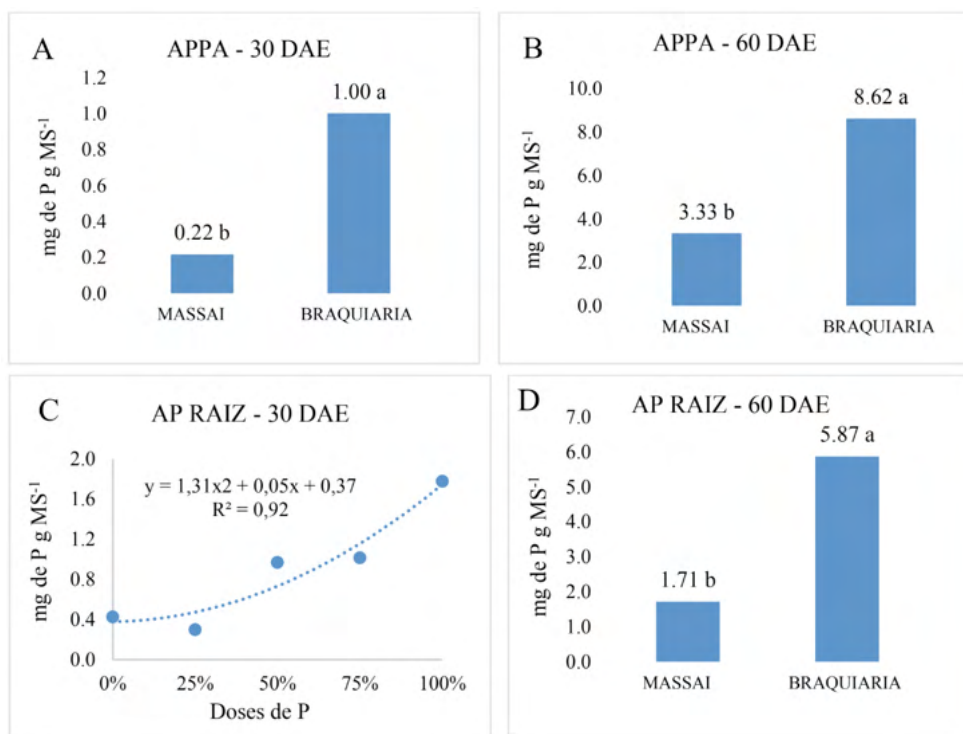 A
APPA - 30 DAE
mg de P g MS⁻¹
1.2
1.0
0.8
0.6
0.4
0.2
0.0
0.22 b
1.00 a
MASSAI
BRAQUIARIA
B
APPA - 60 DAE
mg de P g MS⁻¹
10.0
8.0
6.0
4.0
2.0
0.0
3.33 b
8.62 a
MASSAI
BRAQUIARIA
C
AP RAIZ - 30 DAE
mg de P g MS⁻¹
2.0
1.6
1.2
0.8
0.4
0.0
y = 1,31x2 + 0,05x + 0,37
R² = 0,92
0%
25%
50%
75%
100%
Doses de P
D
AP RAIZ - 60 DAE
mg de P g MS⁻¹
7.0
6.0
5.0
4.0
3.0
2.0
1.0
0.0
1.71 b
5.87 a
MASSAI
BRAQUIARIA